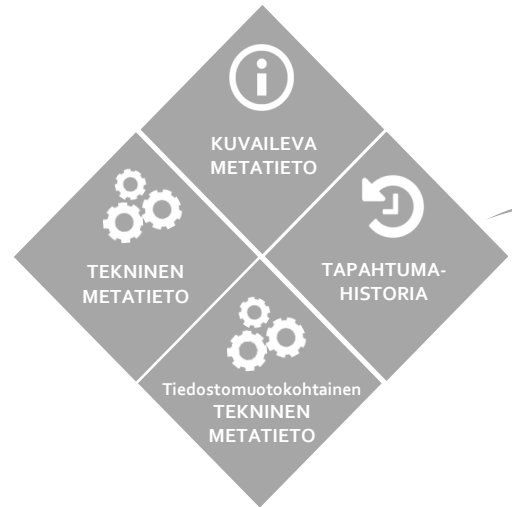 KUVAILEVA
METATIETO
TEKNINEN
METATIETO
TAPAHTUMA-
HISTORIA
Tiedostomuotokohtainen
TEKNINEN
METATIETO